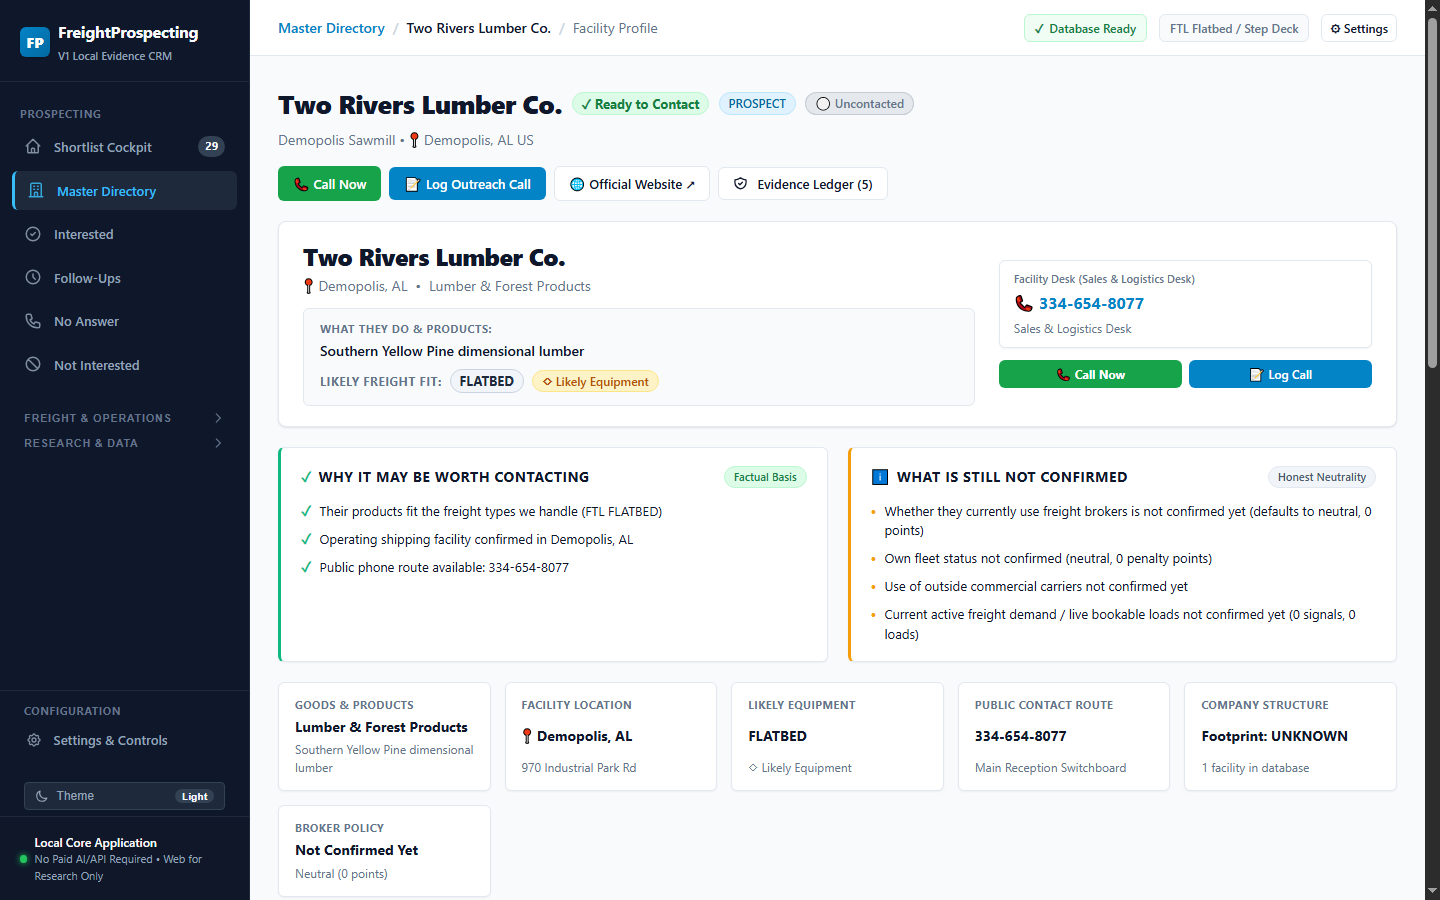 FP
FreightProspecting
V1 Local Evidence CRM
PROSPECTING
Shortlist Cockpit 29
Master Directory
Interested
Follow-Ups
No Answer
Not Interested
FREIGHT & OPERATIONS
RESEARCH & DATA
CONFIGURATION
Settings & Controls
Theme Light
Local Core Application
No Paid AI/API Required • Web for
Research Only
Master Directory / Two Rivers Lumber Co. / Facility Profile
✓ Database Ready
FTL Flatbed / Step Deck
⚙ Settings
Two Rivers Lumber Co. ✓ Ready to Contact PROSPECT Uncontacted
Demopolis Sawmill • 📍 Demopolis, AL US
📞 Call Now
📝 Log Outreach Call
🌐 Official Website ↗
Evidence Ledger (5)
Two Rivers Lumber Co.
📍 Demopolis, AL • Lumber & Forest Products
WHAT THEY DO & PRODUCTS:
Southern Yellow Pine dimensional lumber
LIKELY FREIGHT FIT: FLATBED ◇ Likely Equipment
Facility Desk (Sales & Logistics Desk)
📞 334-654-8077
Sales & Logistics Desk
📞 Call Now
📝 Log Call
✓ WHY IT MAY BE WORTH CONTACTING
Factual Basis
✓ Their products fit the freight types we handle (FTL FLATBED)
✓ Operating shipping facility confirmed in Demopolis, AL
✓ Public phone route available: 334-654-8077
ℹ WHAT IS STILL NOT CONFIRMED
Honest Neutrality
• Whether they currently use freight brokers is not confirmed yet (defaults to neutral, 0
points)
• Own fleet status not confirmed (neutral, 0 penalty points)
• Use of outside commercial carriers not confirmed yet
• Current active freight demand / live bookable loads not confirmed yet (0 signals, 0
loads)
GOODS & PRODUCTS
Lumber & Forest Products
Southern Yellow Pine dimensional
lumber
FACILITY LOCATION
📍 Demopolis, AL
970 Industrial Park Rd
LIKELY EQUIPMENT
FLATBED
◇ Likely Equipment
PUBLIC CONTACT ROUTE
334-654-8077
Main Reception Switchboard
COMPANY STRUCTURE
Footprint: UNKNOWN
1 facility in database
BROKER POLICY
Not Confirmed Yet
Neutral (0 points)